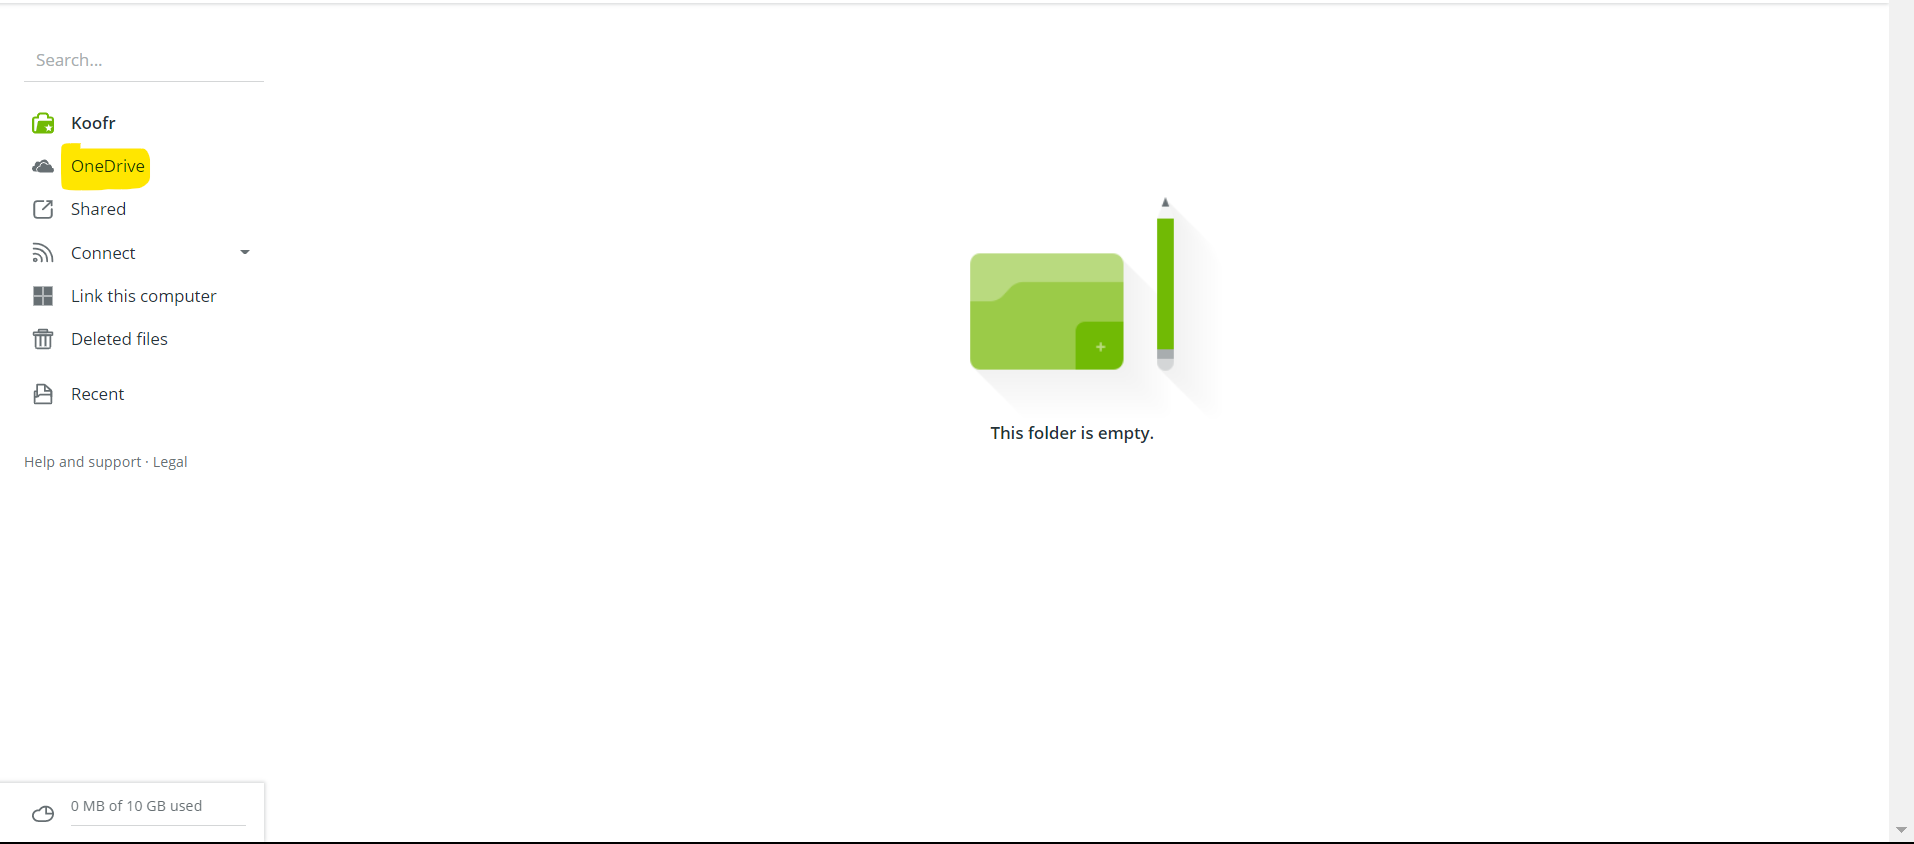 Search...
Koofr
OneDrive
Shared
Connect
Link this computer
Deleted files
Recent
Help and support · Legal
This folder is empty.
0 MB of 10 GB used